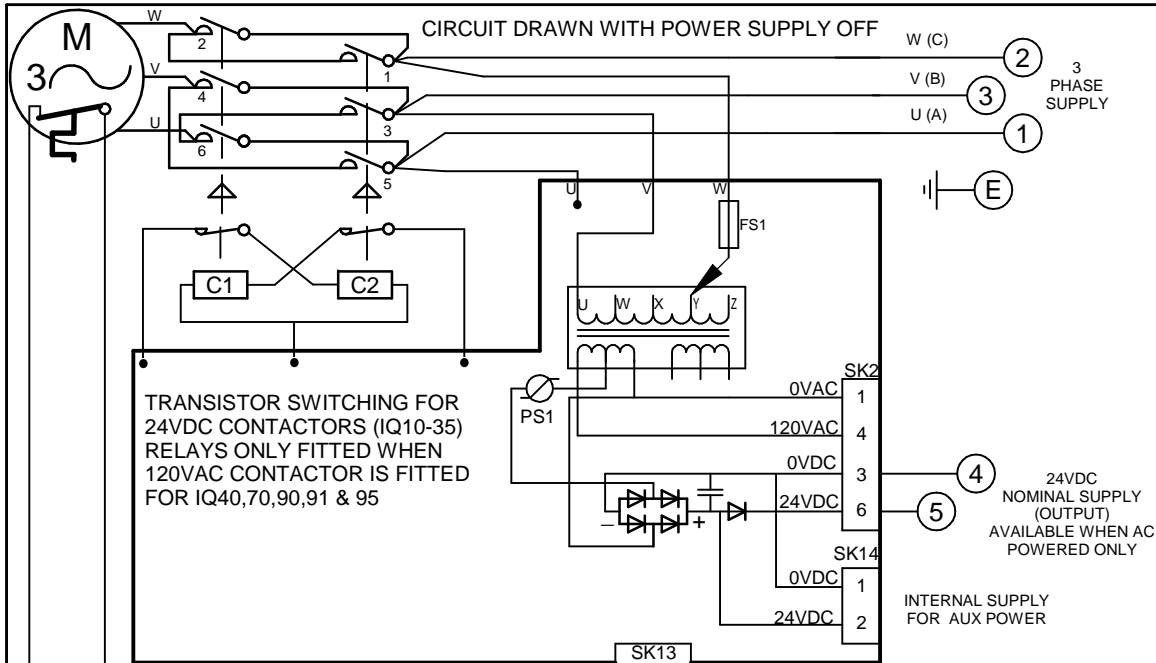 CIRCUIT DRAWN WITH POWER SUPPLY OFF
M
3
W
V
U
2
4
6
1
3
5
W (C)
2
V (B)
3
U (A)
1
3
PHASE
SUPPLY
E
U
V
W
FS1
C1
C2
U W X Y Z
PS1
TRANSISTOR SWITCHING FOR
24VDC CONTACTORS (IQ10-35)
RELAYS ONLY FITTED WHEN
120VAC CONTACTOR IS FITTED
FOR IQ40,70,90,91 & 95
SK2
0VAC 1
120VAC 4
0VDC 3
24VDC 6
4
5
24VDC
NOMINAL SUPPLY
(OUTPUT)
AVAILABLE WHEN AC
POWERED ONLY
– +
SK14
0VDC 1
24VDC 2
INTERNAL SUPPLY
FOR AUX POWER
SK13